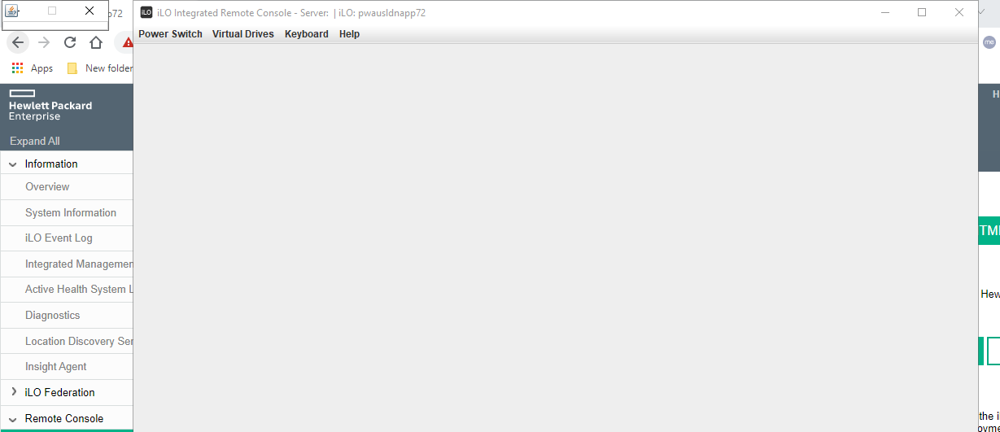 p72
iLO Integrated Remote Console - Server: | iLO: pwausldnapp72
Power Switch Virtual Drives Keyboard Help
me
Apps New folder
Hewlett Packard
Enterprise
H
Expand All
Information
Overview
System Information
iLO Event Log
TM
Integrated Managemen
Active Health System L
Hew
Diagnostics
Location Discovery Ser
Insight Agent
iLO Federation
Remote Console
the i
oyme